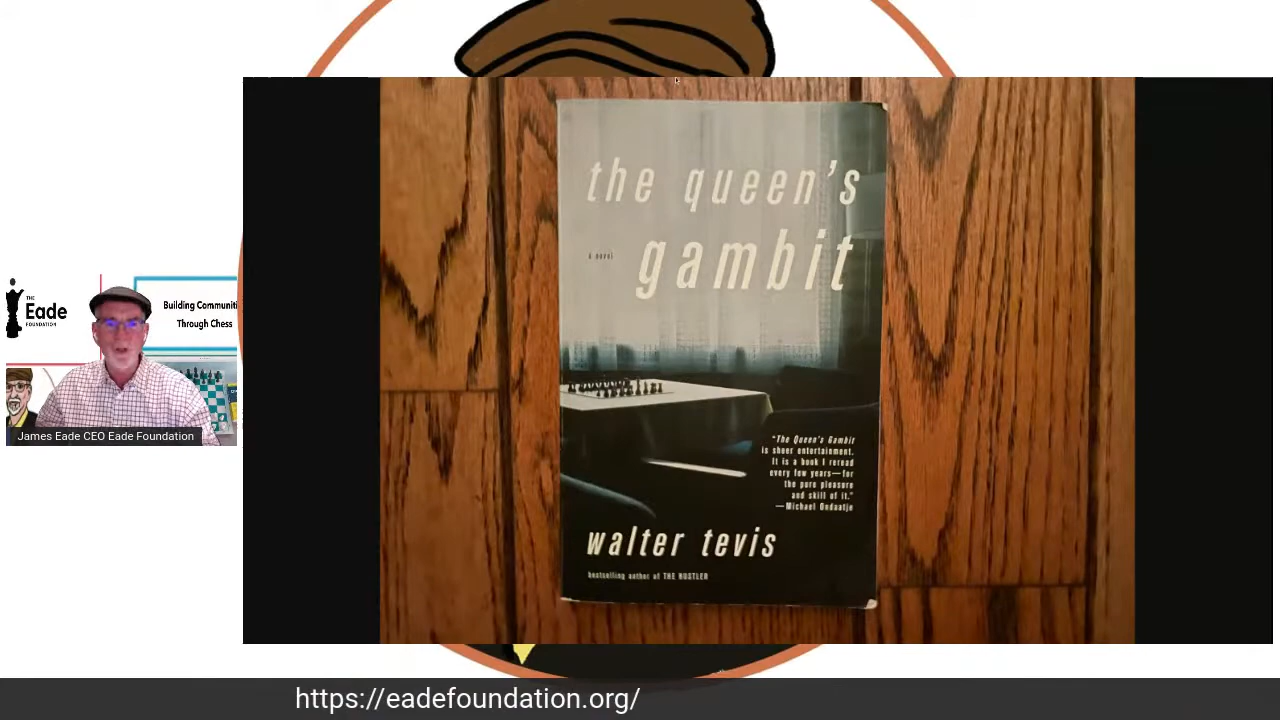 the queen's
a novel
gambit
"The Queen's Gambit
is sheer entertainment.
It is a book I reread
every few years—for
the pure pleasure
and skill of it."
—Michael Ondaatje
walter tevis
bestselling author of THE HUSTLER
THE
Eade
FOUNDATION
Building Communiti
Through Chess
James Eade CEO Eade Foundation
https://eadefoundation.org/